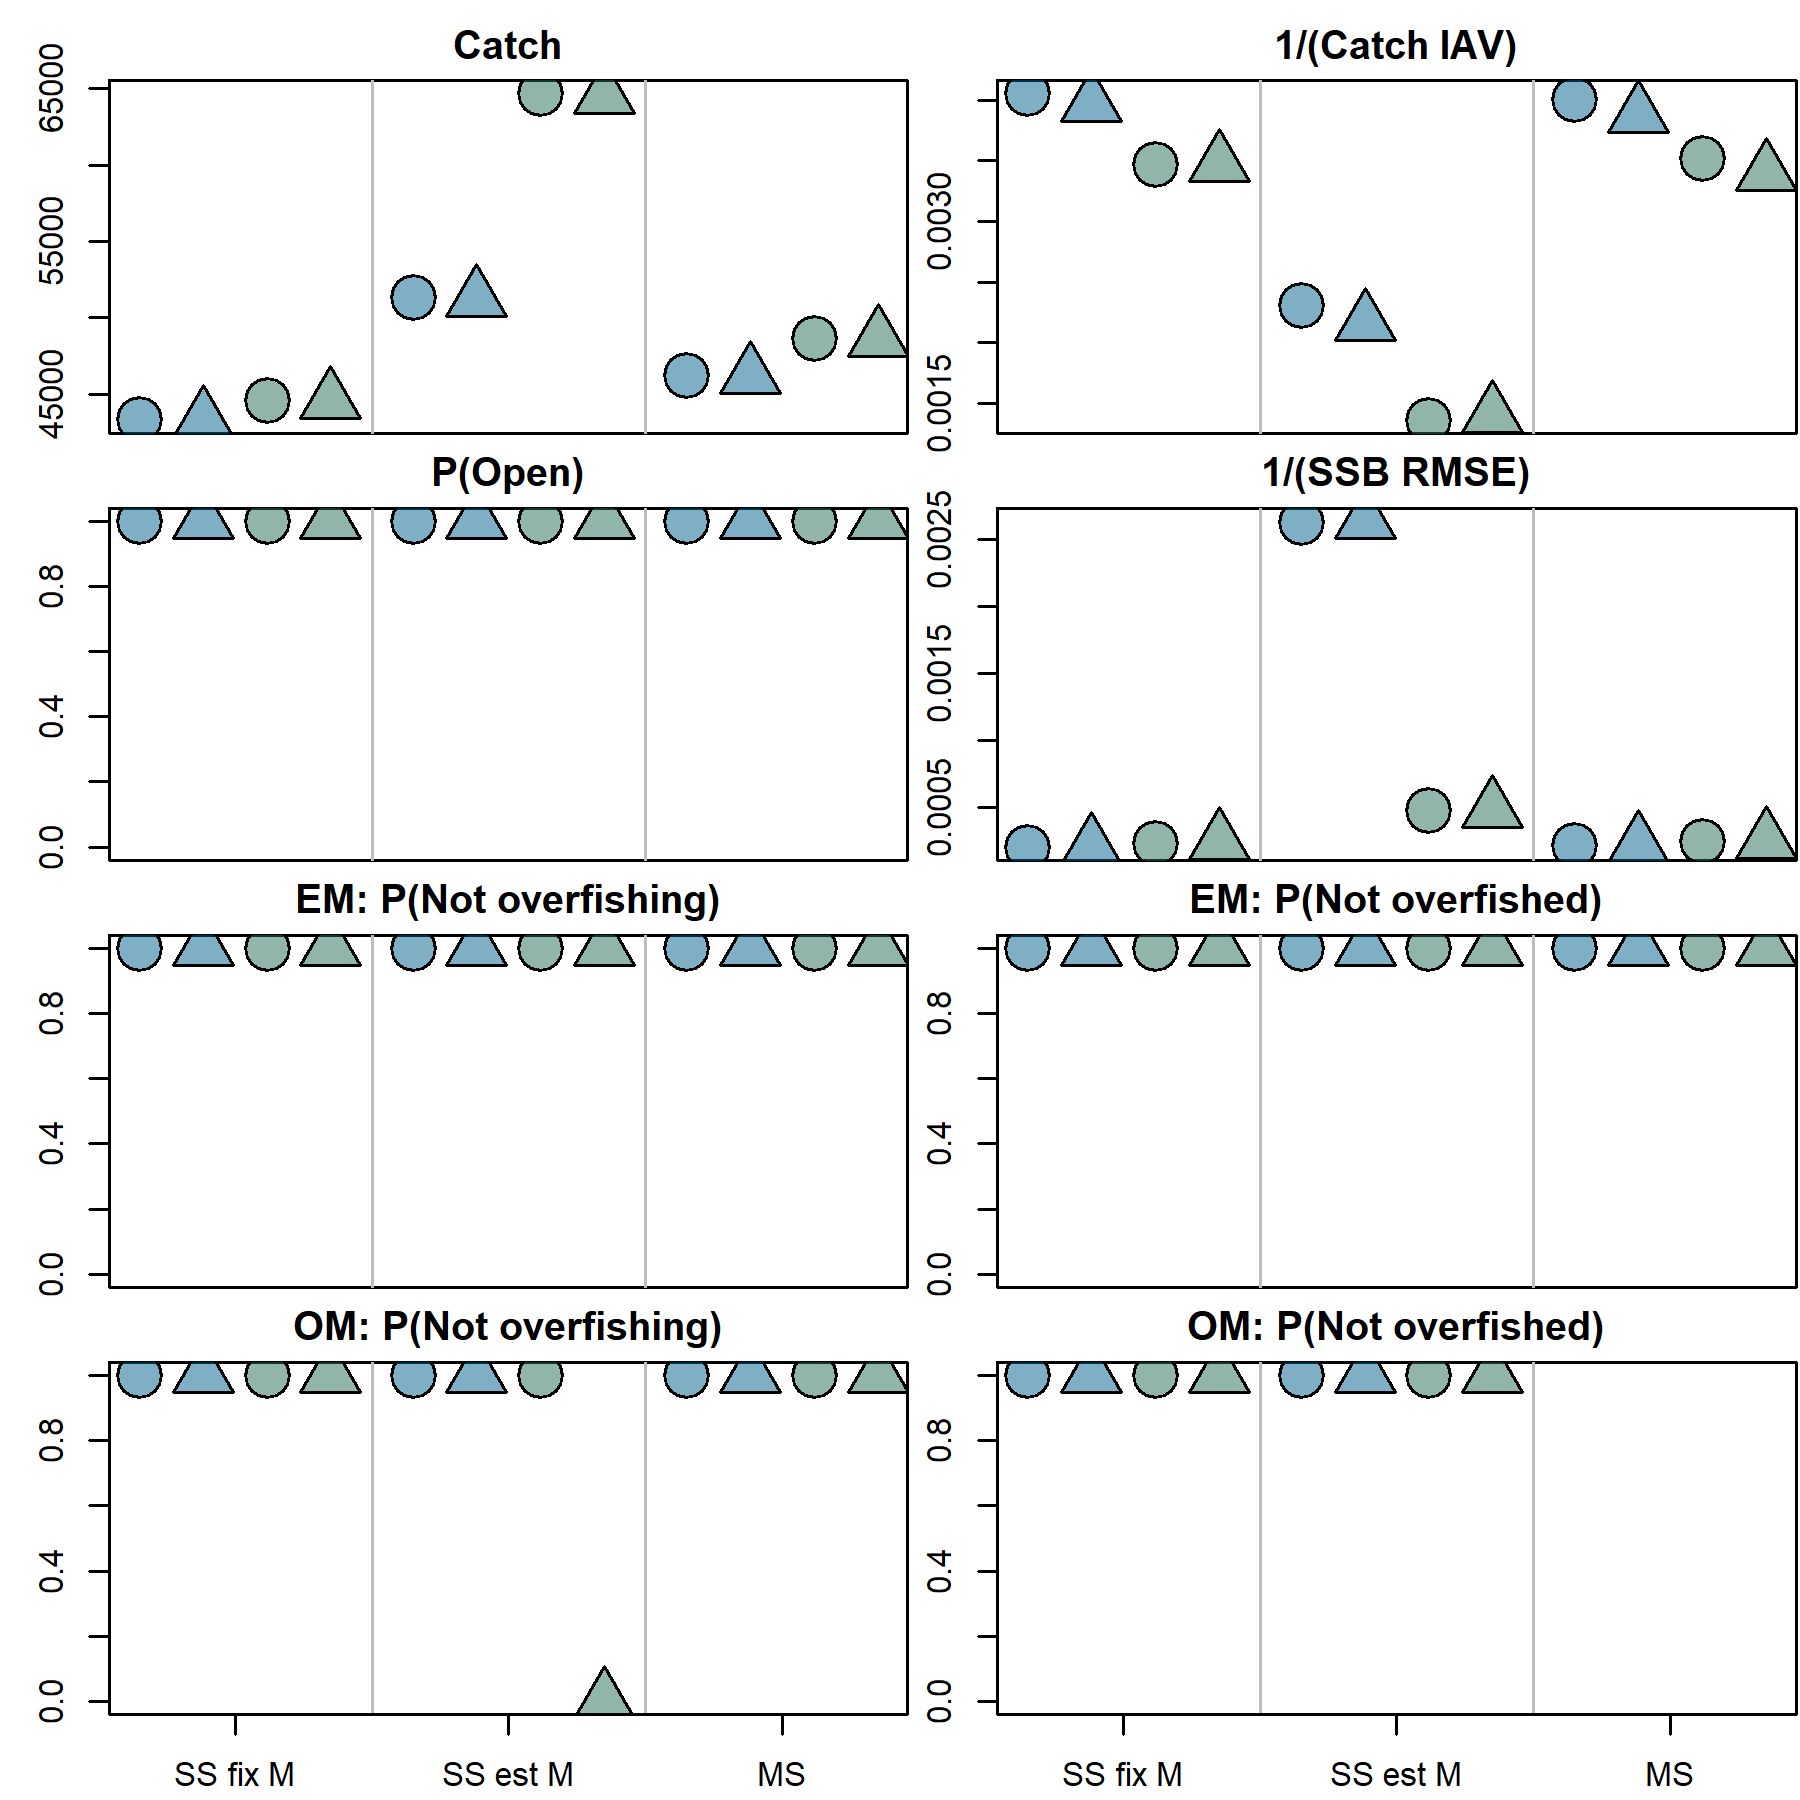 Catch
65000
55000
45000
1/(Catch IAV)
0.0030
0.0015
P(Open)
0.8
0.4
0.0
1/(SSB RMSE)
0.0025
0.0015
0.0005
EM: P(Not overfishing)
0.8
0.4
0.0
EM: P(Not overfished)
0.8
0.4
0.0
OM: P(Not overfishing)
0.8
0.4
0.0
SS fix M
SS est M
MS
OM: P(Not overfished)
0.8
0.4
0.0
SS fix M
SS est M
MS